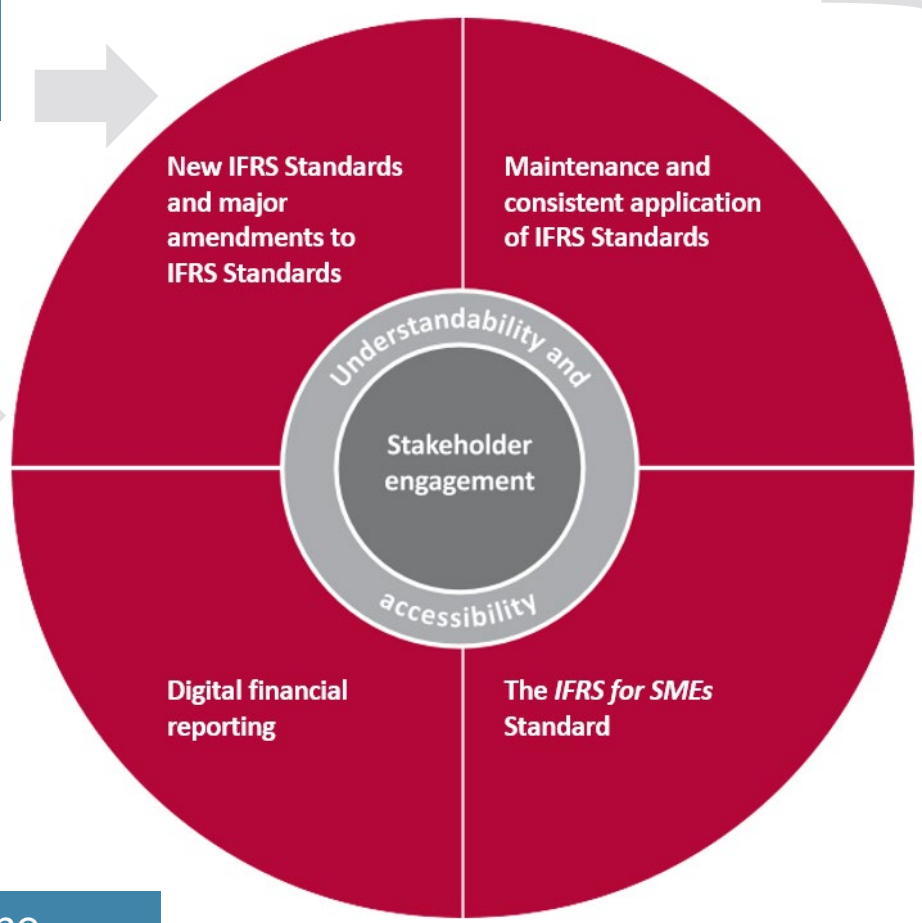 New IFRS Standards
and major
amendments to
IFRS Standards
Maintenance and
consistent application
of IFRS Standards
Understandability and
Stakeholder
engagement
accessibility
Digital financial
reporting
The IFRS for SMEs
Standard